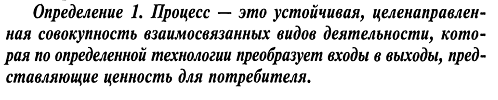 Определение 1. Процесс — это устойчивая, целенаправлен-
ная совокупность взаимосвязанных видов деятельности, кото-
рая по определенной технологии преобразует входы в выходы, пред-
ставляющие ценность для потребителя.